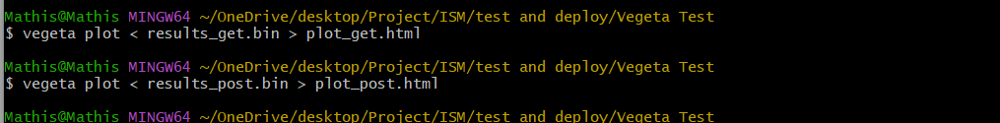 Mathis@Mathis MINGW64 ~/OneDrive/desktop/Project/ISM/test and deploy/Vegeta Test
$ vegeta plot < results_get.bin > plot_get.html
Mathis@Mathis MINGW64 ~/OneDrive/desktop/Project/ISM/test and deploy/Vegeta Test
$ vegeta plot < results_post.bin > plot_post.html
Mathis@Mathis MINGW64 ~/OneDrive/desktop/Project/ISM/test and deploy/Vegeta Test